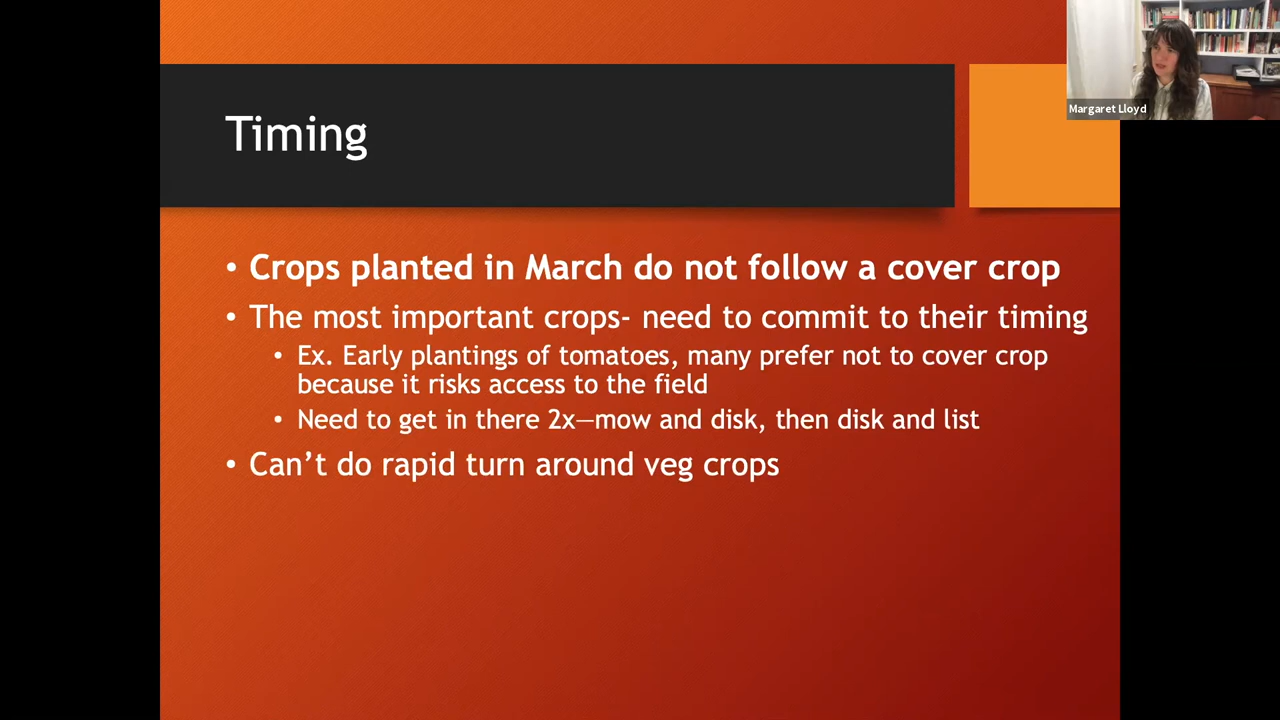 Margaret Lloyd
Timing
• Crops planted in March do not follow a cover crop
• The most important crops- need to commit to their timing
• Ex. Early plantings of tomatoes, many prefer not to cover crop
because it risks access to the field
• Need to get in there 2x—mow and disk, then disk and list
• Can’t do rapid turn around veg crops